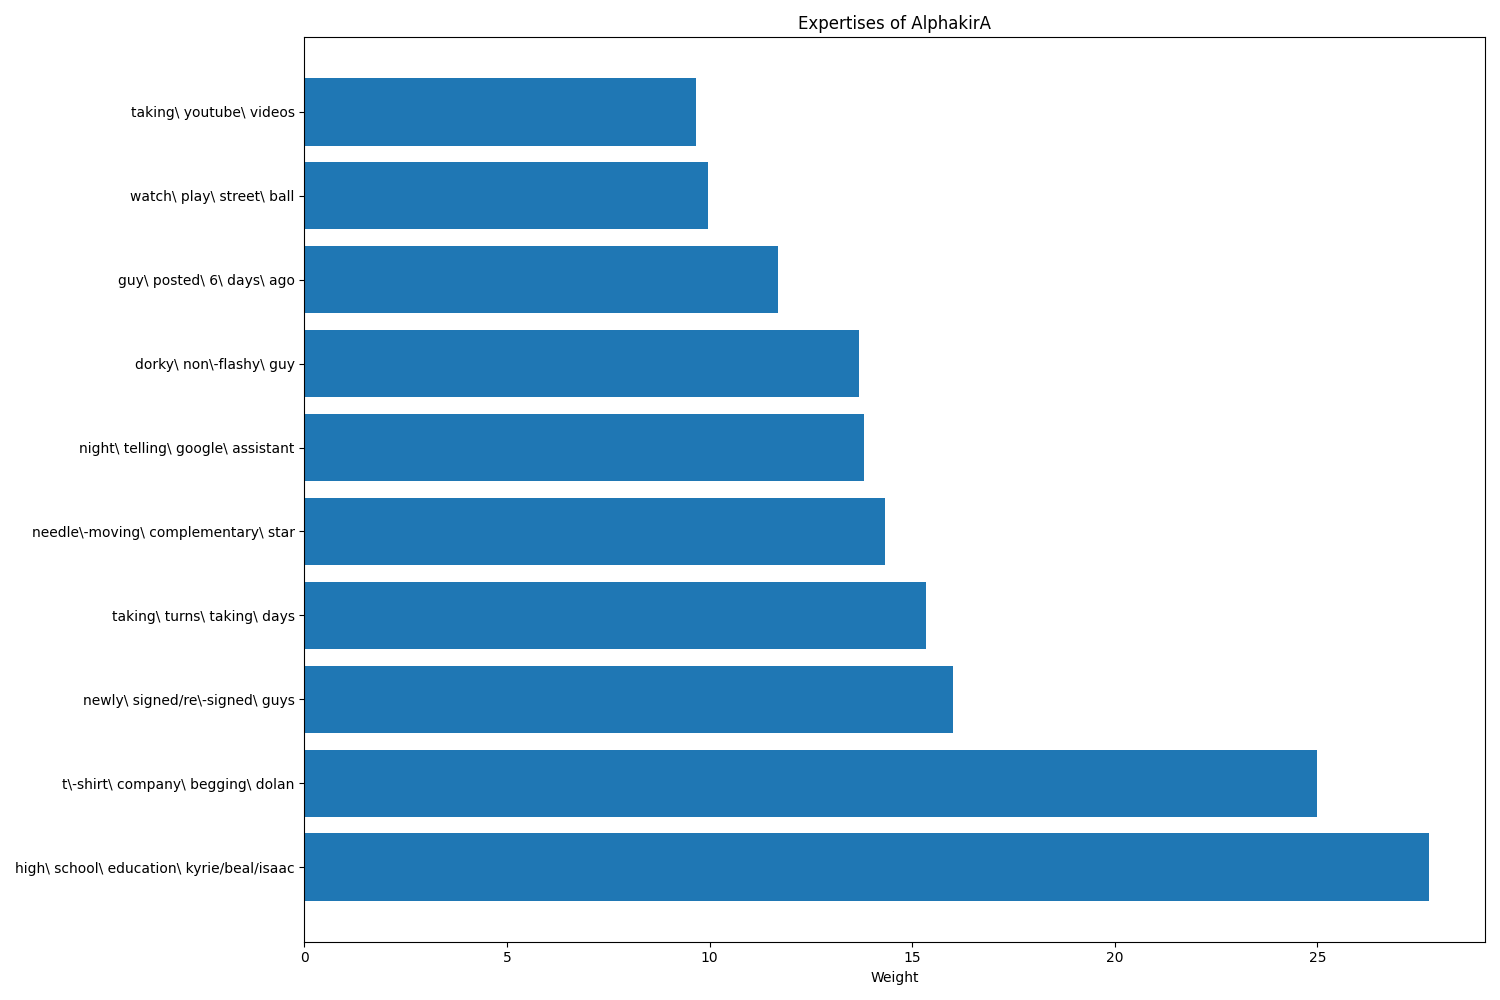 Expertises of AlphakirA
taking\ youtube\ videos
watch\ play\ street\ ball
guy\ posted\ 6\ days\ ago
dorky\ non\-flashy\ guy
night\ telling\ google\ assistant
needle\-moving\ complementary\ star
taking\ turns\ taking\ days
newly\ signed/re\-signed\ guys
t\-shirt\ company\ begging\ dolan
high\ school\ education\ kyrie/beal/isaac
0 5 10 15 20 25
Weight